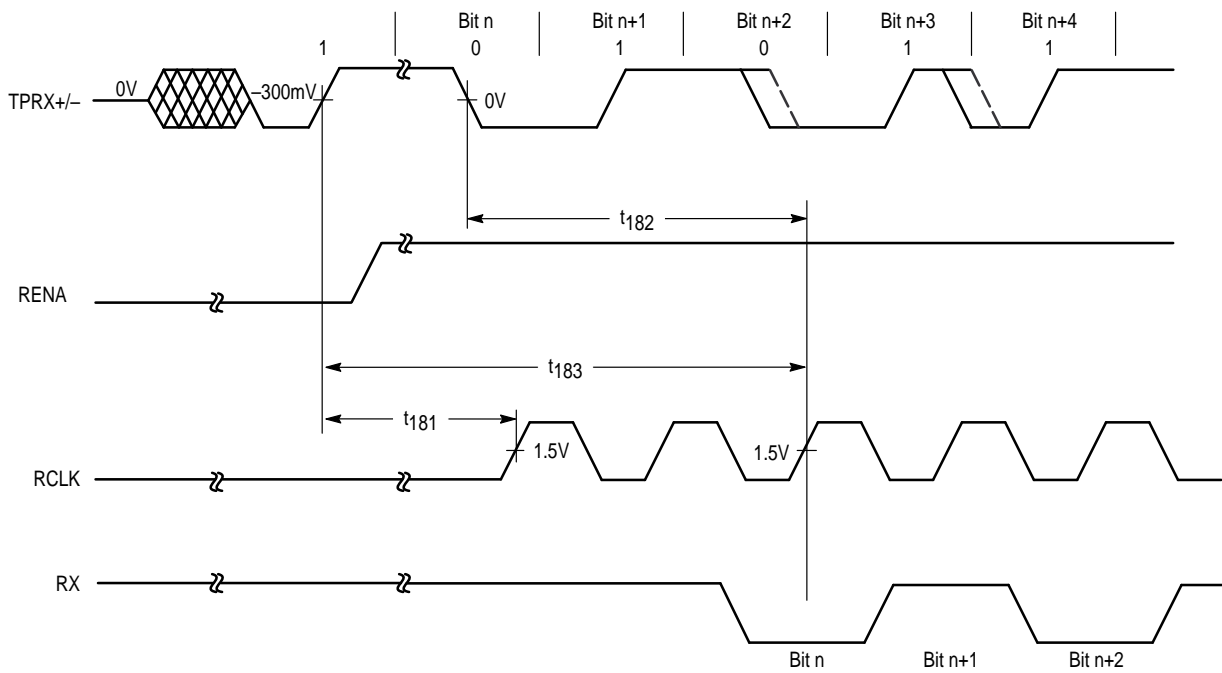 Bit n Bit n+1 Bit n+2 Bit n+3 Bit n+4
1 0 1 0 1 1
TPRX+/– 0V –300mV 0V
t182
RENA
t183
t181
RCLK 1.5V 1.5V
RX
Bit n Bit n+1 Bit n+2